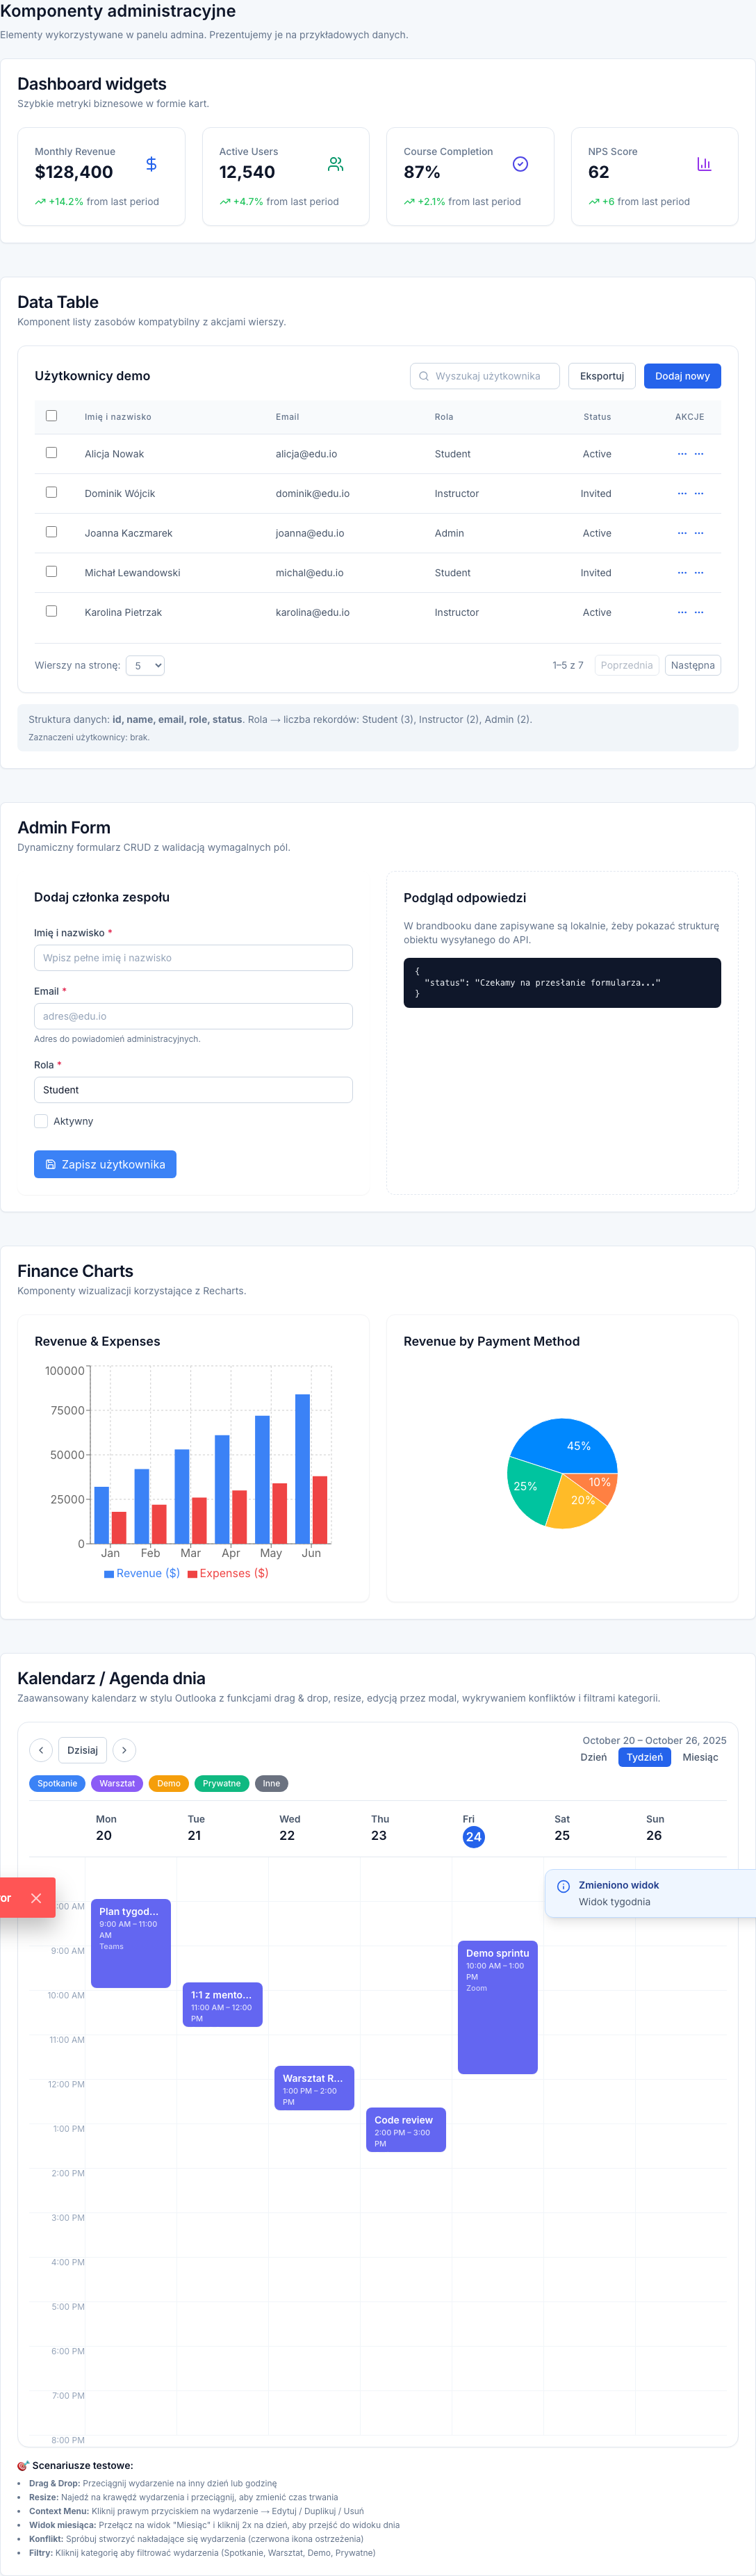 Komponenty administracyjne
Elementy wykorzystywane w panelu admina. Prezentujemy je na przykładowych danych.
Dashboard widgets
Szybkie metryki biznesowe w formie kart.
Monthly Revenue
$128,400
+14.2% from last period
Active Users
12,540
+4.7% from last period
Course Completion
87%
+2.1% from last period
NPS Score
62
+6 from last period
Data Table
Komponent listy zasobów kompatybilny z akcjami wierszy.
Użytkownicy demo
Wyszukaj użytkownika
Eksportuj
Dodaj nowy
Imię i nazwisko Email Rola Status AKCJE
Alicja Nowak alicja@edu.io Student Active ··· ···
Dominik Wójcik dominik@edu.io Instructor Invited ··· ···
Joanna Kaczmarek joanna@edu.io Admin Active ··· ···
Michał Lewandowski michal@edu.io Student Invited ··· ···
Karolina Pietrzak karolina@edu.io Instructor Active ··· ···
Wierszy na stronę: 5 1–5 z 7 Poprzednia Następna
Struktura danych: id, name, email, role, status. Rola → liczba rekordów: Student (3), Instructor (2), Admin (2).
Zaznaczeni użytkownicy: brak.
Admin Form
Dynamiczny formularz CRUD z walidacją wymagalnych pól.
Dodaj członka zespołu
Imię i nazwisko *
Wpisz pełne imię i nazwisko
Email *
adres@edu.io
Adres do powiadomień administracyjnych.
Rola *
Student
Aktywny
Zapisz użytkownika
Podgląd odpowiedzi
W brandbooku dane zapisywane są lokalnie, żeby pokazać strukturę
obiektu wysyłanego do API.
{
"status": "Czekamy na przesłanie formularza..."
}
Finance Charts
Komponenty wizualizacji korzystające z Recharts.
Revenue & Expenses
100000
75000
50000
25000
0
Jan Feb Mar Apr May Jun
Revenue ($) Expenses ($)
Revenue by Payment Method
45%
25%
10%
20%
Kalendarz / Agenda dnia
Zaawansowany kalendarz w stylu Outlooka z funkcjami drag & drop, resize, edycją przez modal, wykrywaniem konfliktów i filtrami kategorii.
Dzisiaj
October 20 – October 26, 2025
Dzień Tydzień Miesiąc
Spotkanie Warsztat Demo Prywatne Inne
Mon Tue Wed Thu Fri Sat Sun
20 21 22 23 24 25 26
Zmieniono widok
Widok tygodnia
or
:00 AM
9:00 AM
10:00 AM
11:00 AM
12:00 PM
1:00 PM
2:00 PM
3:00 PM
4:00 PM
5:00 PM
6:00 PM
7:00 PM
8:00 PM
Plan tygod...
9:00 AM – 11:00
AM
Teams
1:1 z mento...
11:00 AM – 12:00
PM
Warsztat R...
1:00 PM – 2:00
PM
Code review
2:00 PM – 3:00
PM
Demo sprintu
10:00 AM – 1:00
PM
Zoom
🎯 Scenariusze testowe:
• Drag & Drop: Przeciągnij wydarzenie na inny dzień lub godzinę
• Resize: Najedź na krawędź wydarzenia i przeciągnij, aby zmienić czas trwania
• Context Menu: Kliknij prawym przyciskiem na wydarzenie → Edytuj / Duplikuj / Usuń
• Widok miesiąca: Przełącz na widok "Miesiąc" i kliknij 2x na dzień, aby przejść do widoku dnia
• Konflikt: Spróbuj stworzyć nakładające się wydarzenia (czerwona ikona ostrzeżenia)
• Filtry: Kliknij kategorię aby filtrować wydarzenia (Spotkanie, Warsztat, Demo, Prywatne)